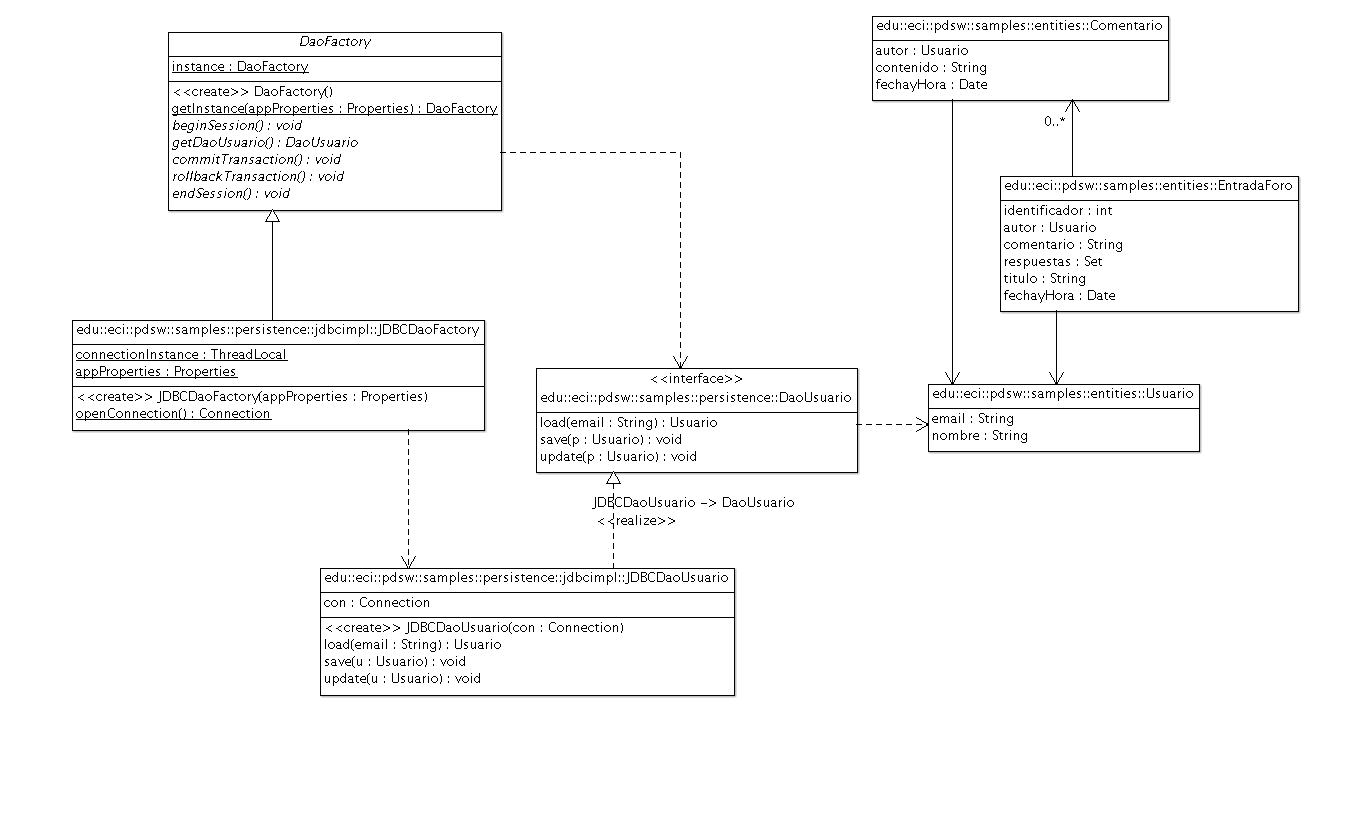 DaoFactory
instance : DaoFactory
<<create>> DaoFactory()
getInstance(appProperties : Properties) : DaoFactory
beginSession() : void
getDaoUsuario() : DaoUsuario
commitTransaction() : void
rollbackTransaction() : void
endSession() : void
edu::eci::pdsw::samples::entities::Comentario
autor : Usuario
contenido : String
fechayHora : Date
0..*
edu::eci::pdsw::samples::entities::EntradaForo
identificador : int
autor : Usuario
comentario : String
respuestas : Set
titulo : String
fechayHora : Date
edu::eci::pdsw::samples::persistence::jdbcimpl::JDBCDaoFactory
connectionInstance : ThreadLocal
appProperties : Properties
<<create>> JDBCDaoFactory(appProperties : Properties)
openConnection() : Connection
<<interface>>
edu::eci::pdsw::samples::persistence::DaoUsuario
load(email : String) : Usuario
save(p : Usuario) : void
update(p : Usuario) : void
edu::eci::pdsw::samples::entities::Usuario
email : String
nombre : String
JDBCDaoUsuario -> DaoUsuario
<<realize>>
edu::eci::pdsw::samples::persistence::jdbcimpl::JDBCDaoUsuario
con : Connection
<<create>> JDBCDaoUsuario(con : Connection)
load(email : String) : Usuario
save(u : Usuario) : void
update(u : Usuario) : void